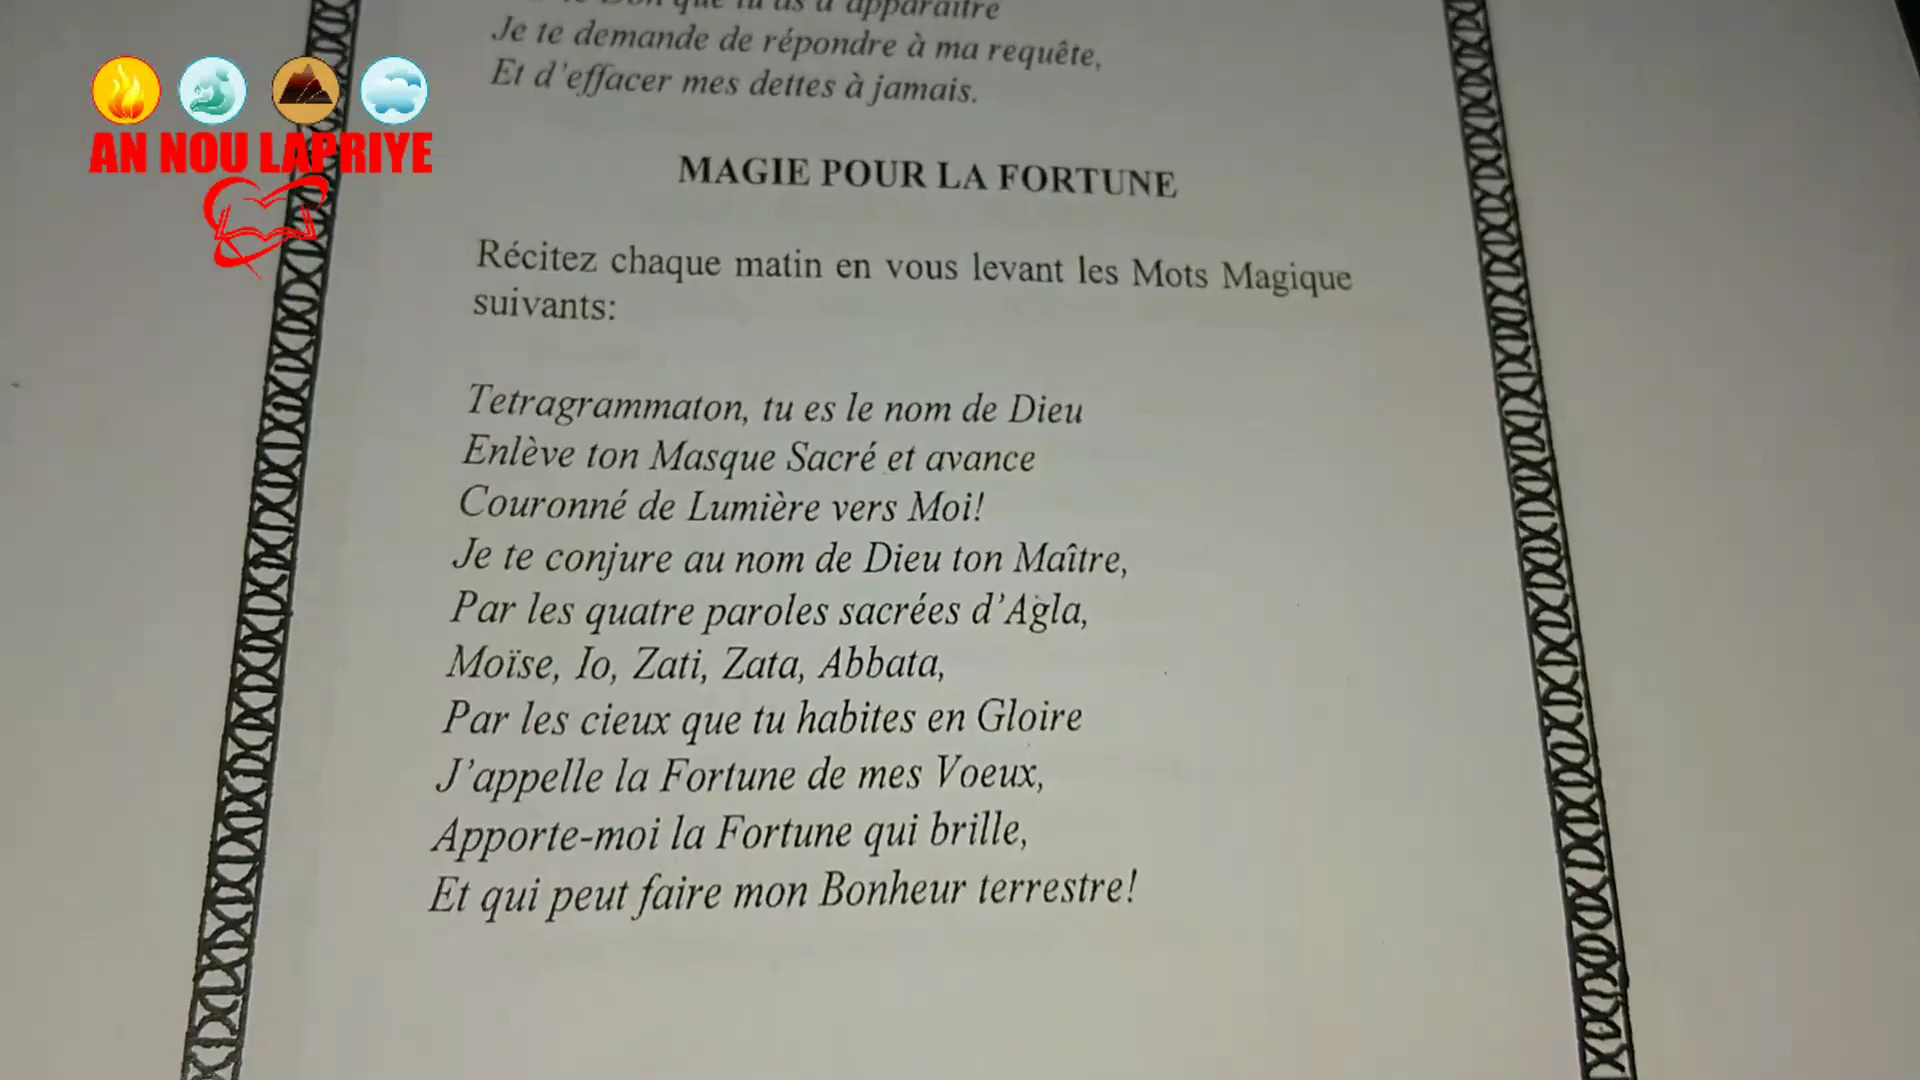 que tu as d'apparaître
Je te demande de répondre à ma requête,
Et d'effacer mes dettes à jamais.
AN NOU LAPRIYE
MAGIE POUR LA FORTUNE
Récitez chaque matin en vous levant les Mots Magique
suivants:
Tetragrammaton, tu es le nom de Dieu
Enlève ton Masque Sacré et avance
Couronné de Lumière vers Moi!
Je te conjure au nom de Dieu ton Maître,
Par les quatre paroles sacrées d'Agla,
Moïse, Io, Zati, Zata, Abbata,
Par les cieux que tu habites en Gloire
J'appelle la Fortune de mes Voeux,
Apporte-moi la Fortune qui brille,
Et qui peut faire mon Bonheur terrestre!